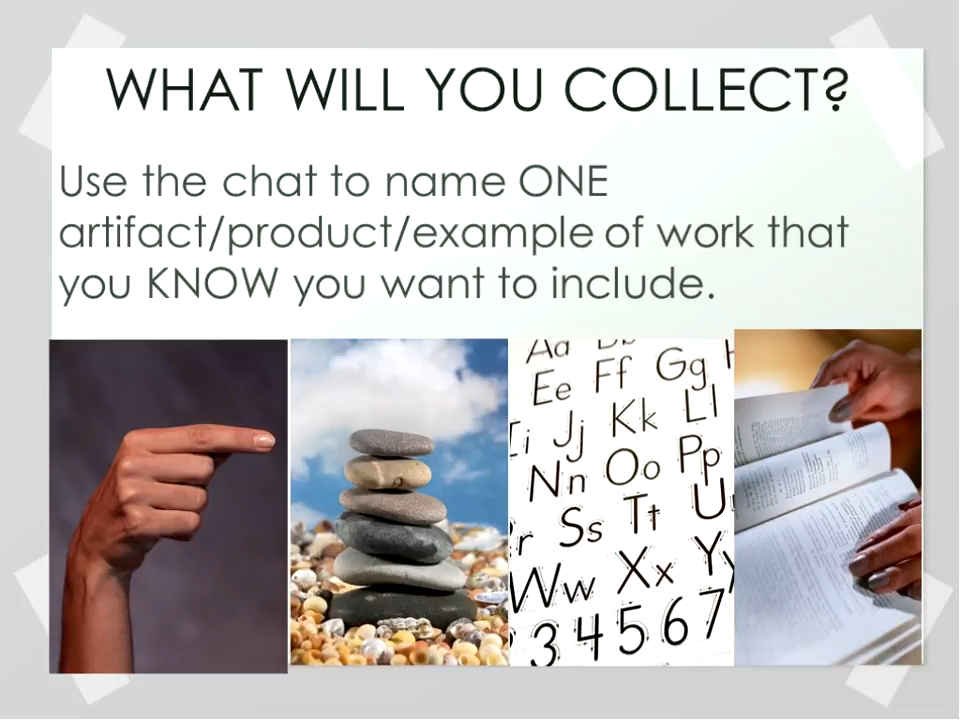 WHAT WILL YOU COLLECT?
Use the chat to name ONE
artifact/product/example of work that
you KNOW you want to include.
Aa
Ee Ff Gg
Jj Kk Ll
Nn Oo Pp
Ss Tt U
Ww Xx Yy
3 4 5 6 7